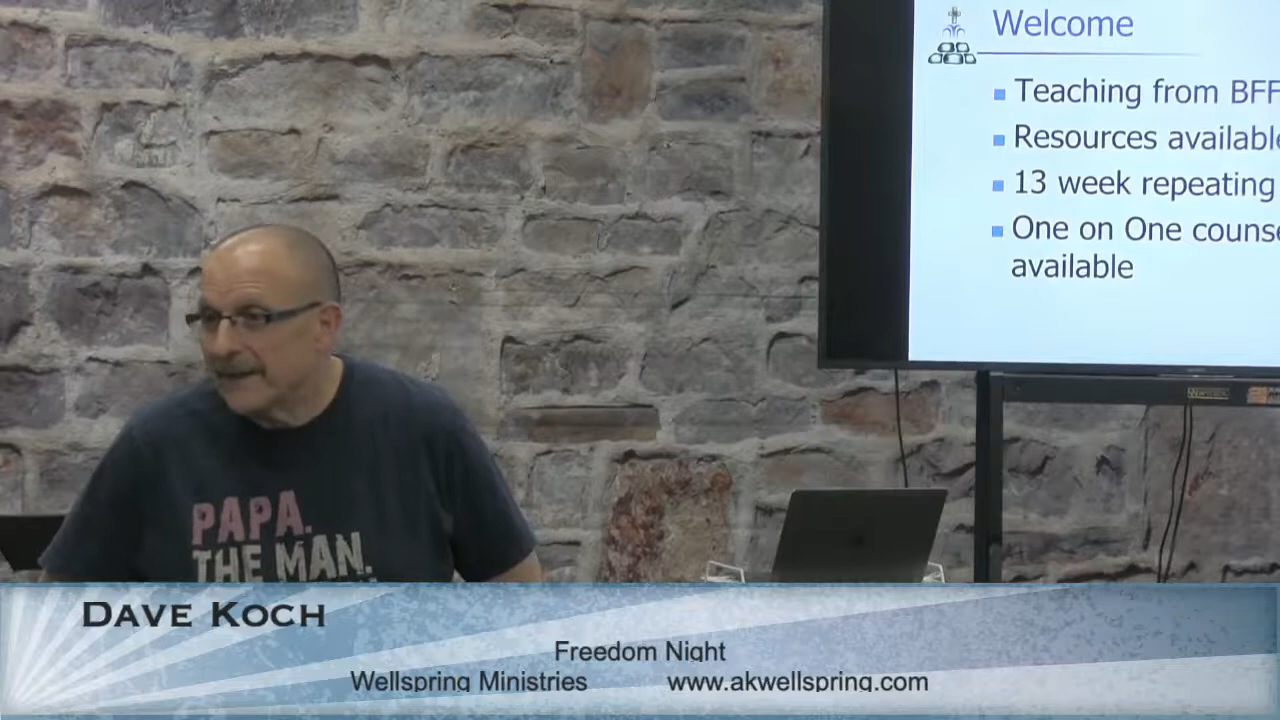 Welcome
Teaching from BFF
Resources available
13 week repeating
One on One counse
available
PAPA.
THE MAN.
DAVE KOCH
Freedom Night
Wellspring Ministries www.akwellspring.com